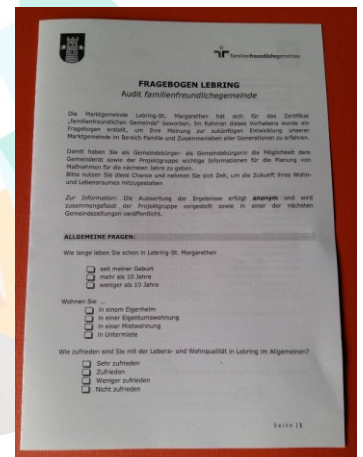 familienfreundlichegemeinde
FRAGEBOGEN LEBRING
Audit familienfreundlichegemeinde
Die Marktgemeinde Lebring-St. Margarethen hat sich für das Zertifikat
„familienfreundlichen Gemeinde" beworben. Im Rahmen dieses Vorhabens wurde ein
Fragebogen erstellt, um Ihre Meinung zur zukünftigen Entwicklung unserer
Marktgemeinde im Bereich Familie und Zusammenleben aller Generationen zu erfahren.
Damit haben Sie als Gemeindebürger- als Gemeindebürgerin die Möglichkeit dem
Gemeinderat sowie der Projektgruppe wichtige Informationen für die Planung von
Maßnahmen für die nächsten Jahre zu geben.
Bitte nutzen Sie diese Chance und nehmen Sie sich Zeit, um die Zukunft Ihres Wohn-
und Lebensraumes mitzugestalten
Zur Information: Die Auswertung der Ergebnisse erfolgt anonym und wird
zusammengefasst der Projektgruppe vorgestellt sowie in einer der nächsten
Gemeindezeitungen veröffentlicht.
ALLGEMEINE FRAGEN:
Wie lange leben Sie schon in Lebring-St. Margarethen
seit meiner Geburt
mehr als 10 Jahre
weniger als 10 Jahre
Wohnen Sie ...
in einem Eigenheim
in einer Eigentumswohnung
in einer Mietwohnung
in Untermiete
Wie zufrieden sind Sie mit der Lebens- und Wohnqualität in Lebring im Allgemeinen?
Sehr zufrieden
Zufrieden
Weniger zufrieden
Nicht zufrieden
Seite |1